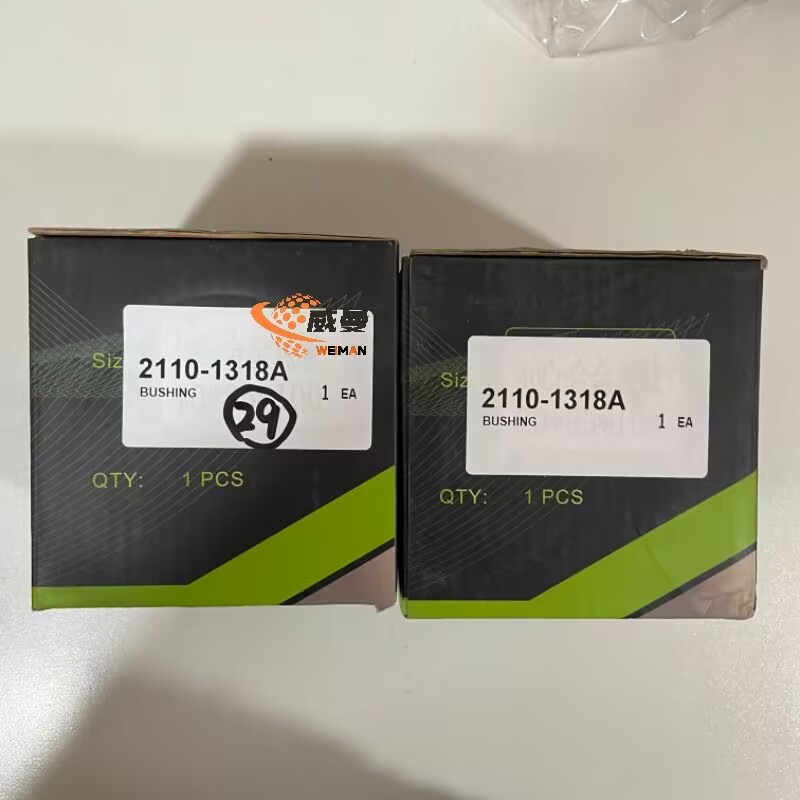 威曼
WEIMAN
Siz
2110-1318A
BUSHING
1 EA
29
QTY: 1 PCS
Siz
2110-1318A
BUSHING
1 EA
QTY: 1 PCS